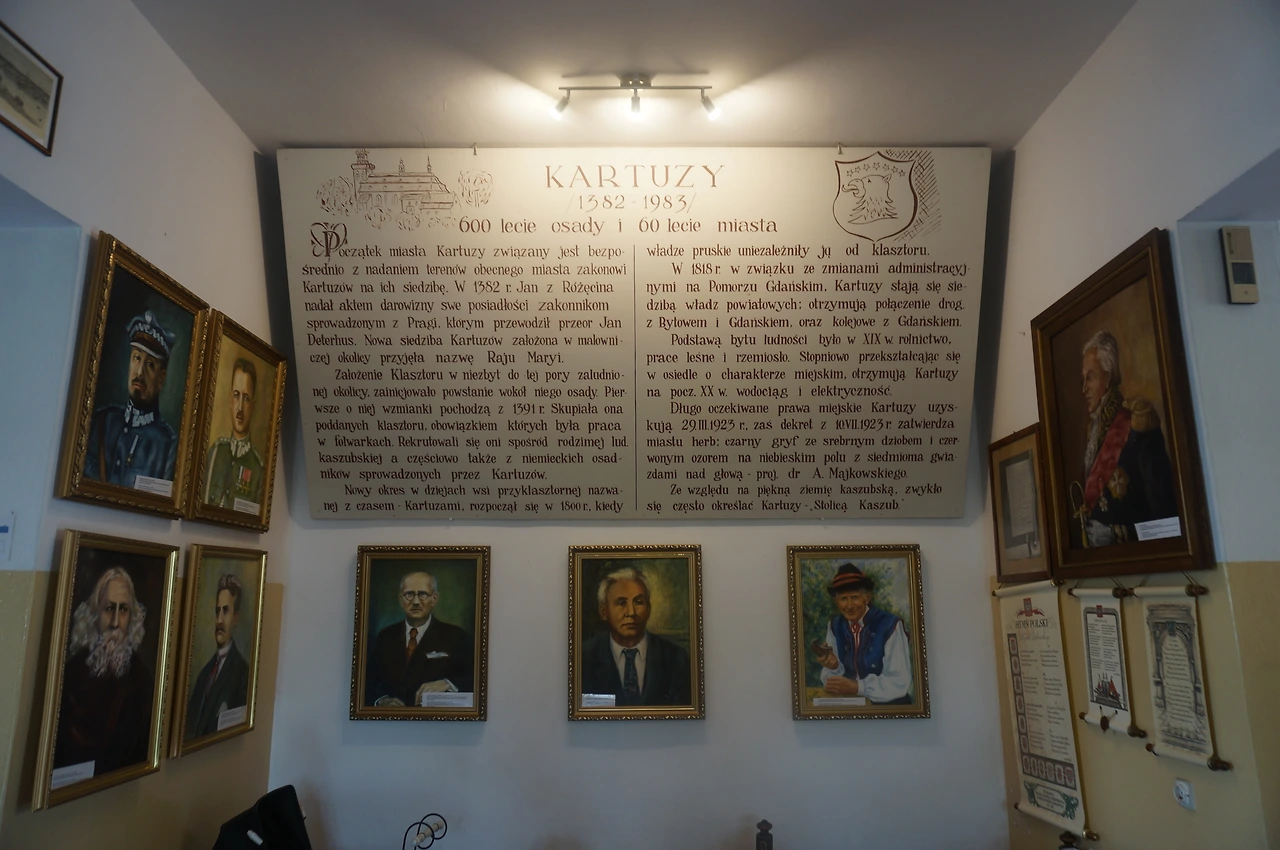 KARTUZY
/1382-1983/
600 lecie osady i 60 lecie miasta
Początek miasta Kartuzy związany jest bezpo-
średnio z nadaniem terenów obecnego miasta zakonowi
Kartuzów na ich siedzibę. W 1382 r. Jan z Różęcina
nadał aktem darowizny swe posiadłości zakonnikom
sprowadzonym z Pragi, którym przewodził przeor Jan
Deterhus. Nowa siedziba Kartuzów założona w malowni-
czej okolicy przyjęła nazwę Raju Maryi.
Założenie Klasztoru w niezbyt do tej pory zaludnio-
nej okolicy, zainicjowało powstanie wokół niego osady. Pier-
wsze o niej wzmianki pochodzą z 1391 r. Skupiała ona
poddanych klasztoru, obowiązkiem których była praca
w folwarkach. Rekrutowali się oni spośród rodzimej lud.
kaszubskiej a częściowo także z niemieckich osad-
ników sprowadzonych przez Kartuzów.
Nowy okres w dziejach wsi przyklasztornej nazwa-
nej z czasem - Kartuzami, rozpoczął się w 1800 r., kiedy
władze pruskie uniezależniły ją od klasztoru.
W 1818 r. w związku ze zmianami administracyj-
nymi na Pomorzu Gdańskim, Kartuzy stają się sie-
dzibą władz powiatowych; otrzymują połączenie drog.
z Bytowem i Gdańskiem, oraz kolejowe z Gdańskiem.
Podstawą bytu ludności było w XIX w. rolnictwo,
prace leśne i rzemiosło. Stopniowo przekształcając się
w osiedle o charakterze miejskim, otrzymują Kartuzy
na pocz. XX w. wodociąg i elektryczność.
Długo oczekiwane prawa miejskie Kartuzy uzys-
kują 29.III.1923 r., zaś dekret z 10.VII.1923 r. zatwierdza
miastu herb: czarny gryf ze srebrnym dziobem i czer
wonym ozorem na niebieskim polu z siedmioma gwia-
zdami nad głową - proj. dr A. Majkowskiego.
Ze względu na piękną ziemię kaszubską, zwykło
się często określać Kartuzy - "Stolicą Kaszub."
HYMN POLSKI